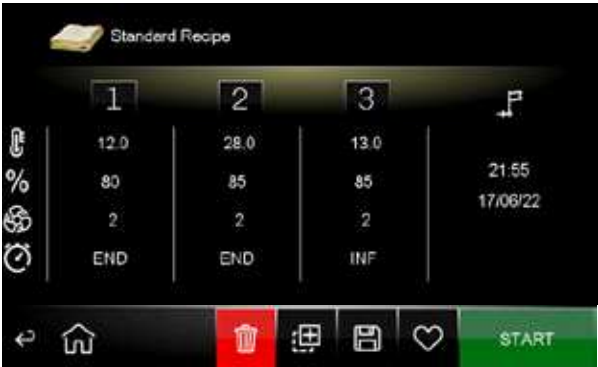 Standard Recipe
1 2 3
12.0 28.0 13.0
% 80 85 85
2 2 2
END END INF
21:55
17/06/22
START